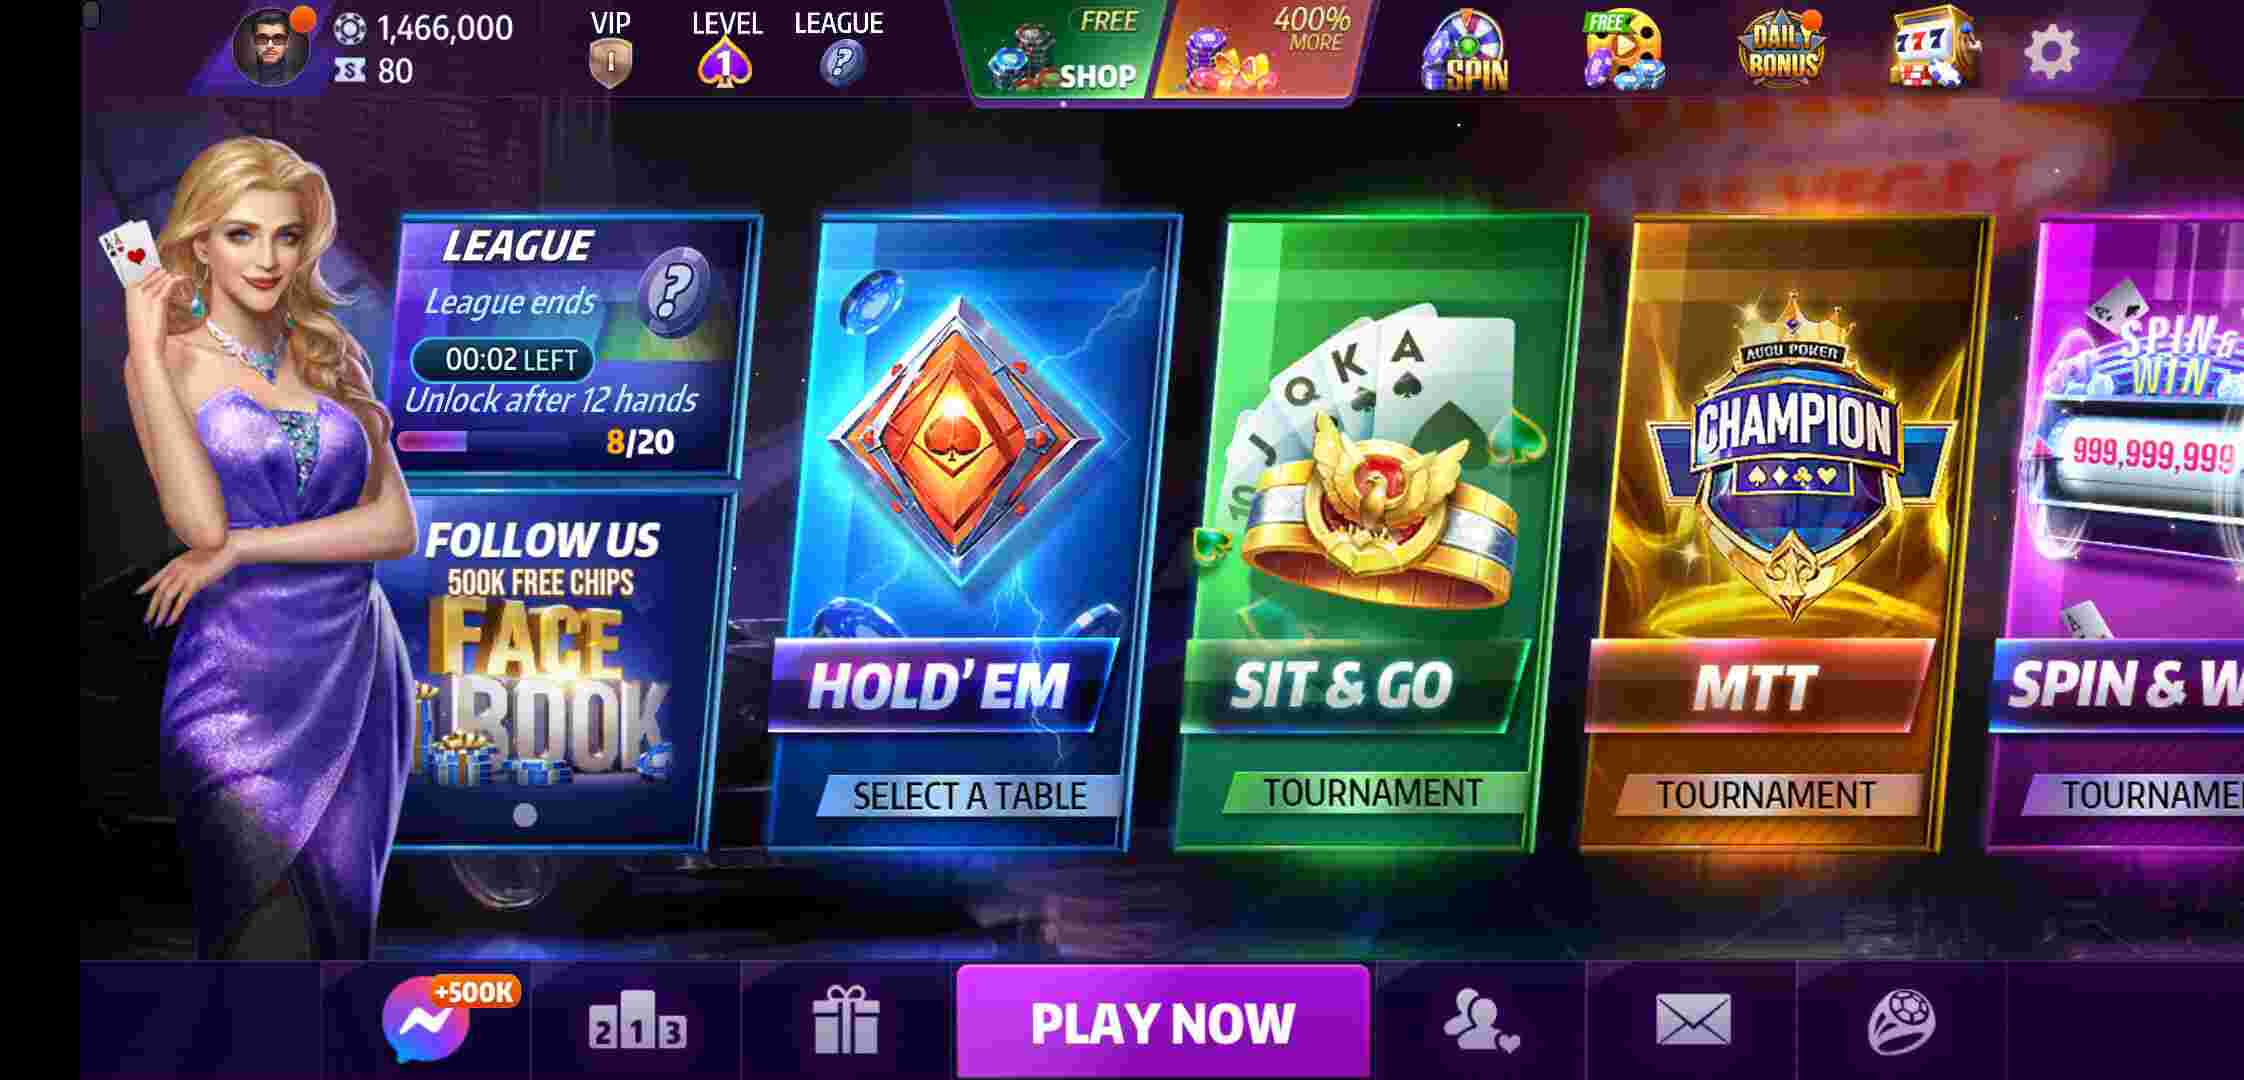 1,466,000
80
VIP
LEVEL
1
LEAGUE
?
FREE
SHOP
400%
MORE
SPIN
FREE
DAILY
BONUS
777
LEAGUE
?
League ends
00:02 LEFT
Unlock after 12 hands
8/20
FOLLOW US
500K FREE CHIPS
FACE
BOOK
HOLD'EM
SELECT A TABLE
10 J Q K A
SIT & GO
TOURNAMENT
CHAMPION
MTT
TOURNAMENT
SPIN &
WIN
999,999,999
A
SPIN & W
TOURNAME
+500K
2 1 3
PLAY NOW